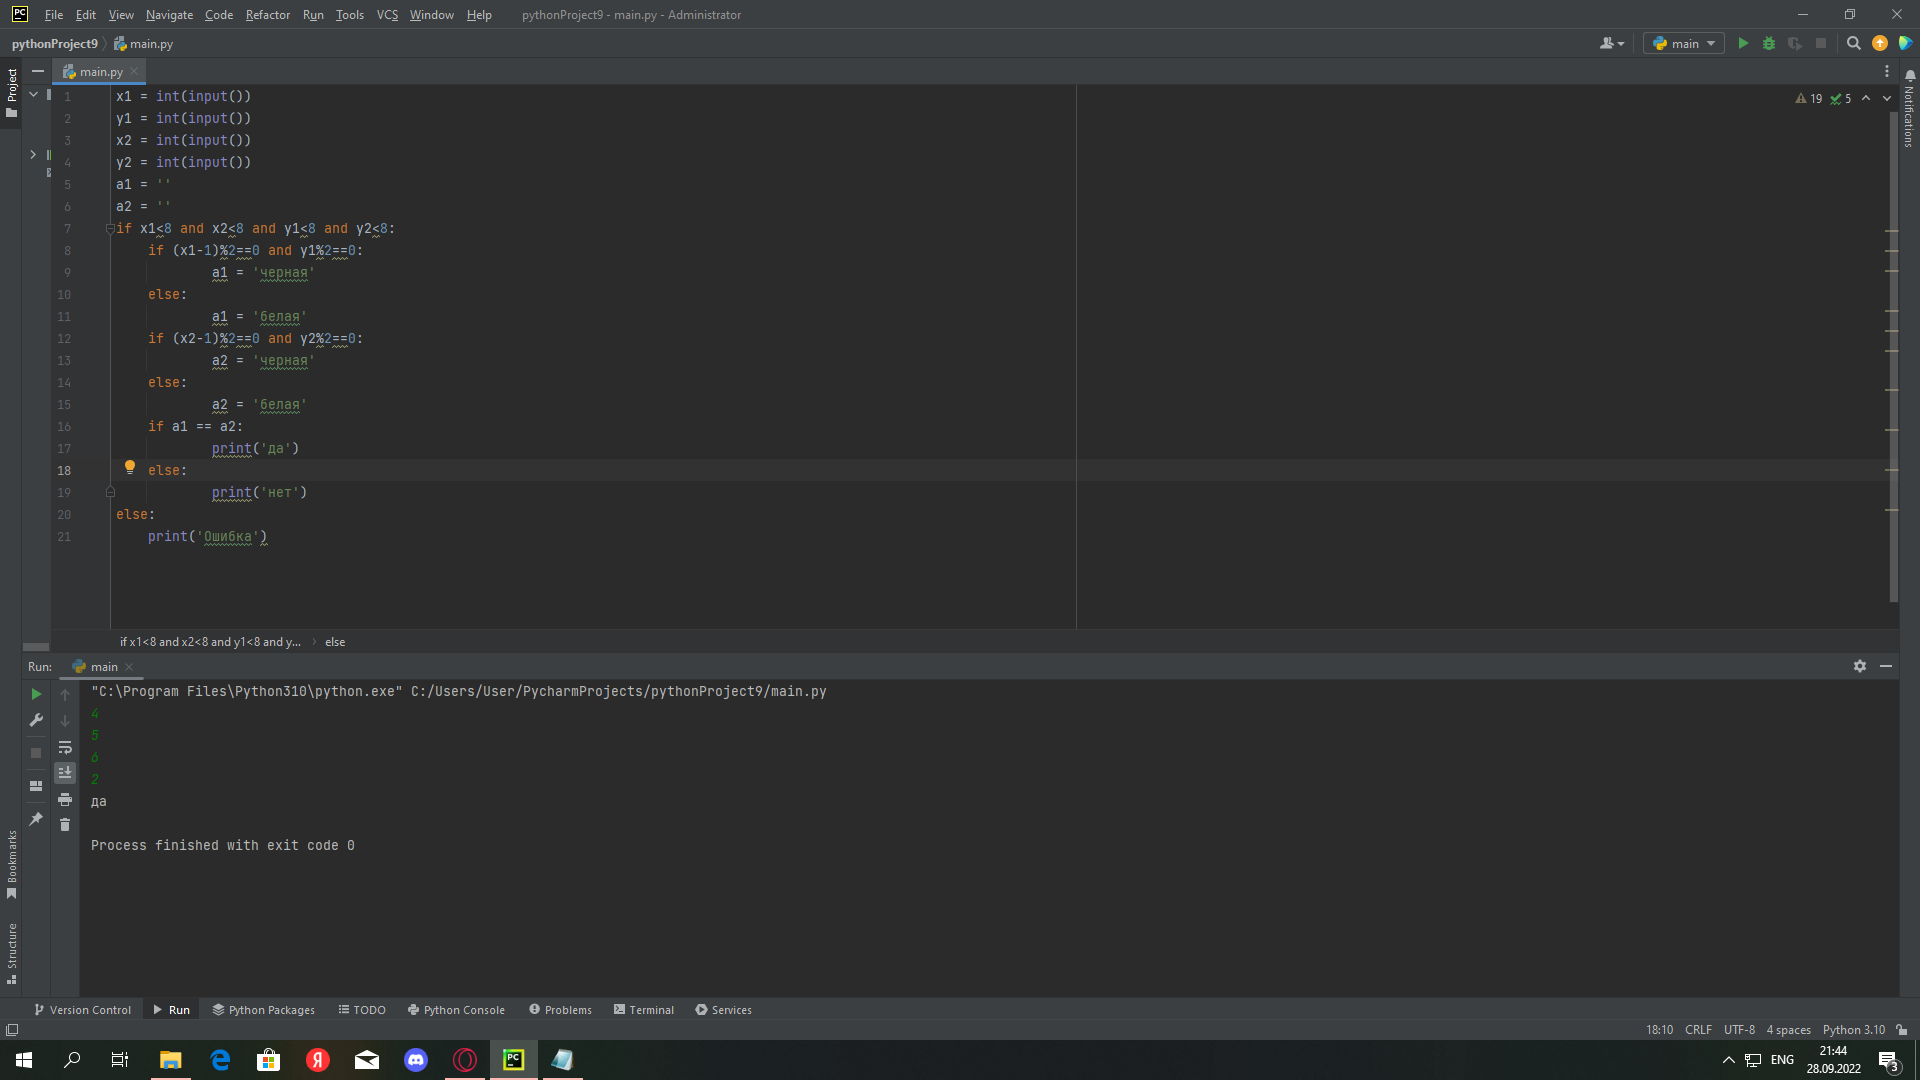 PC File Edit View Navigate Code Refactor Run Tools VCS Window Help pythonProject9 - main.py - Administrator
pythonProject9 main.py main
Project main.py 19 5 Notifications
1 x1 = int(input())
2 y1 = int(input())
3 x2 = int(input())
4 y2 = int(input())
5 a1 = ''
6 a2 = ''
7 if x1<8 and x2<8 and y1<8 and y2<8:
8 if (x1-1)%2==0 and y1%2==0:
9 a1 = 'черная'
10 else:
11 a1 = 'белая'
12 if (x2-1)%2==0 and y2%2==0:
13 a2 = 'черная'
14 else:
15 a2 = 'белая'
16 if a1 == a2:
17 print('да')
18 else:
19 print('нет')
20 else:
21 print('Ошибка')
if x1<8 and x2<8 and y1<8 and y... else
Run: main
"C:\Program Files\Python310\python.exe" C:/Users/User/PycharmProjects/pythonProject9/main.py
4
5
6
2
да
Process finished with exit code 0
Bookmarks
Structure
Version Control Run Python Packages TODO Python Console Problems Terminal Services
18:10 CRLF UTF-8 4 spaces Python 3.10
Я PC ENG 21:44
28.09.2022 3